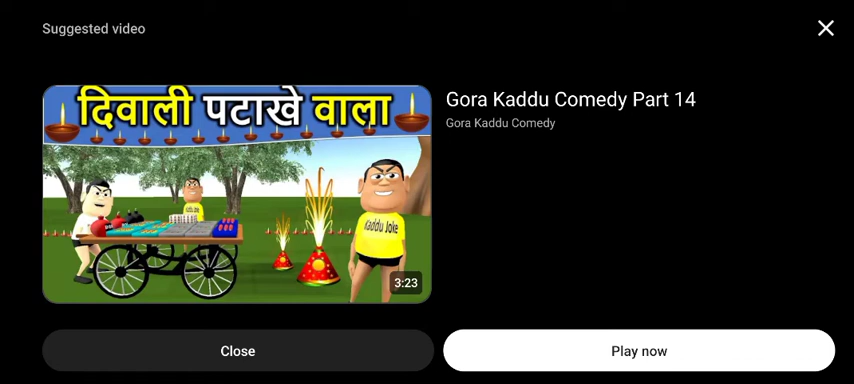 Suggested video
दिवाली पटाखे वाला
Kaddu Joke
3:23
Gora Kaddu Comedy Part 14
Gora Kaddu Comedy
Close
Play now